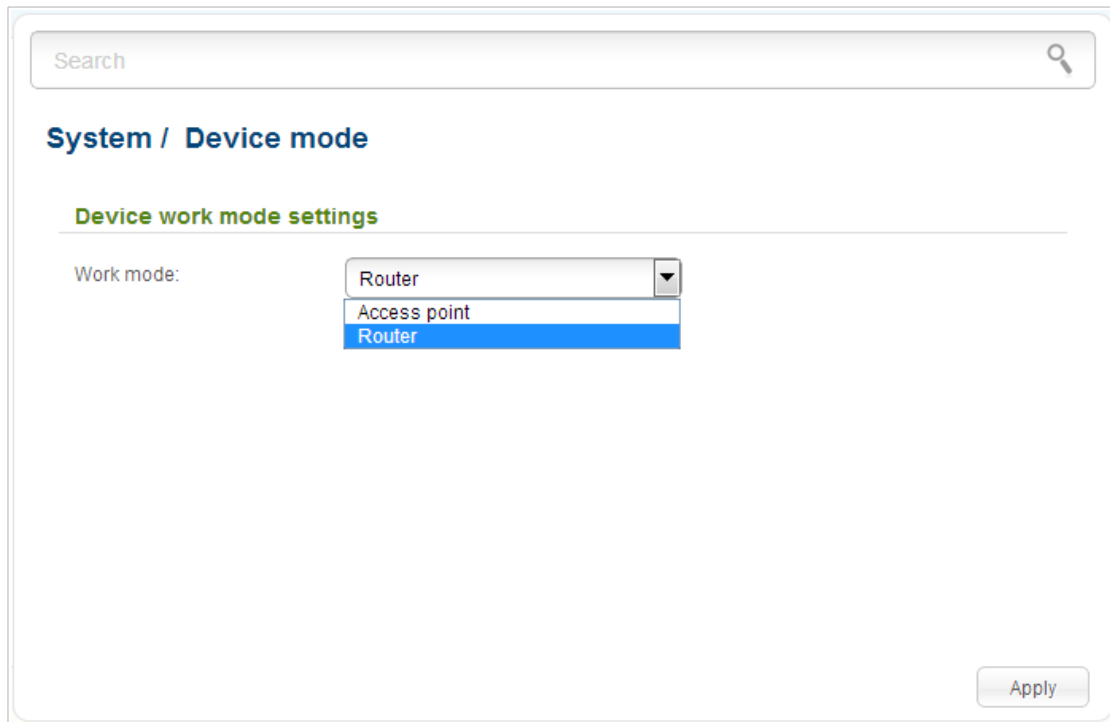 Search
System / Device mode
Device work mode settings
Work mode: Router
Access point
Router
Apply